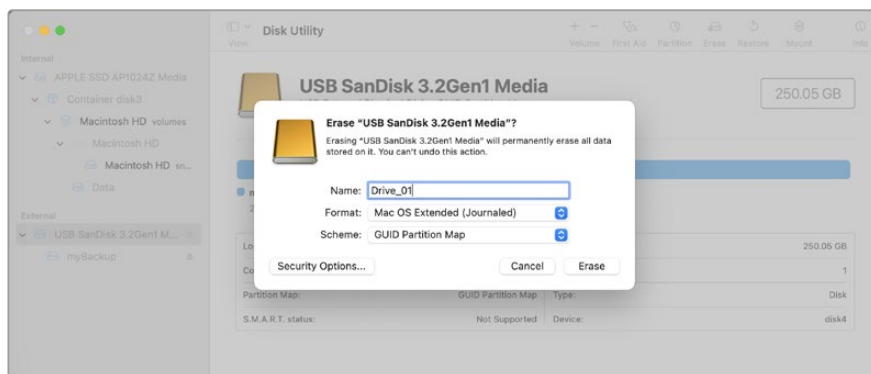 Disk Utility
View
Volume First Aid Partition Erase Restore Mount Info
Internal
APPLE SSD AP1024Z Media
Container disk3
Macintosh HD volumes
Macintosh HD
Macintosh HD sn...
Data
External
USB SanDisk 3.2Gen1 M...
myBackup
USB SanDisk 3.2Gen1 Media
250.05 GB
Erase “USB SanDisk 3.2Gen1 Media”?
Erasing “USB SanDisk 3.2Gen1 Media” will permanently erase all data
stored on it. You can't undo this action.
Name: Drive_01
Format: Mac OS Extended (Journaled)
Scheme: GUID Partition Map
Security Options... Cancel Erase
250.05 GB
1
Partition Map: GUID Partition Map Type: Disk
S.M.A.R.T. status: Not Supported Device: disk4